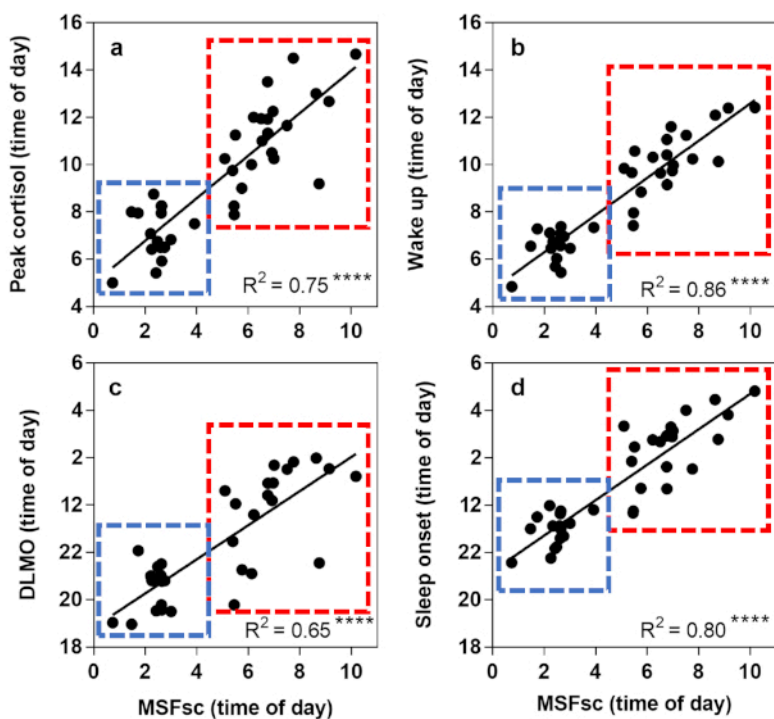 a
Peak cortisol (time of day)
16
14
12
10
8
6
4
0 2 4 6 8 10
R² = 0.75 ****
b
Wake up (time of day)
16
14
12
10
8
6
4
0 2 4 6 8 10
R² = 0.86 ****
c
DLMO (time of day)
6
4
2
12
22
20
18
0 2 4 6 8 10
R² = 0.65 ****
MSFsc (time of day)
d
Sleep onset (time of day)
6
4
2
12
22
20
18
0 2 4 6 8 10
R² = 0.80 ****
MSFsc (time of day)